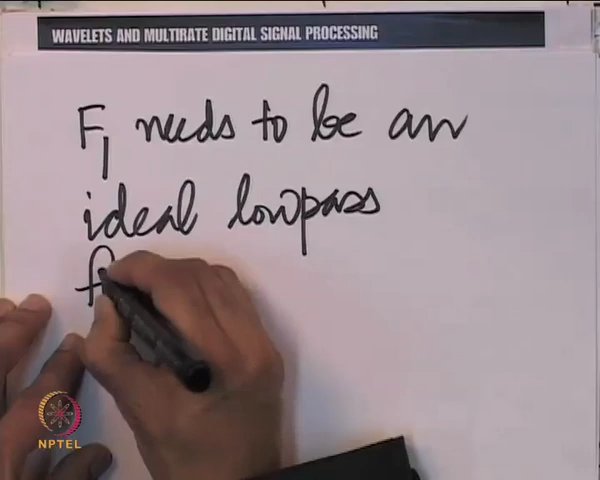 WAVELETS AND MULTIRATE DIGITAL SIGNAL PROCESSING
F1 needs to be an
ideal lowpass
f
NPTEL